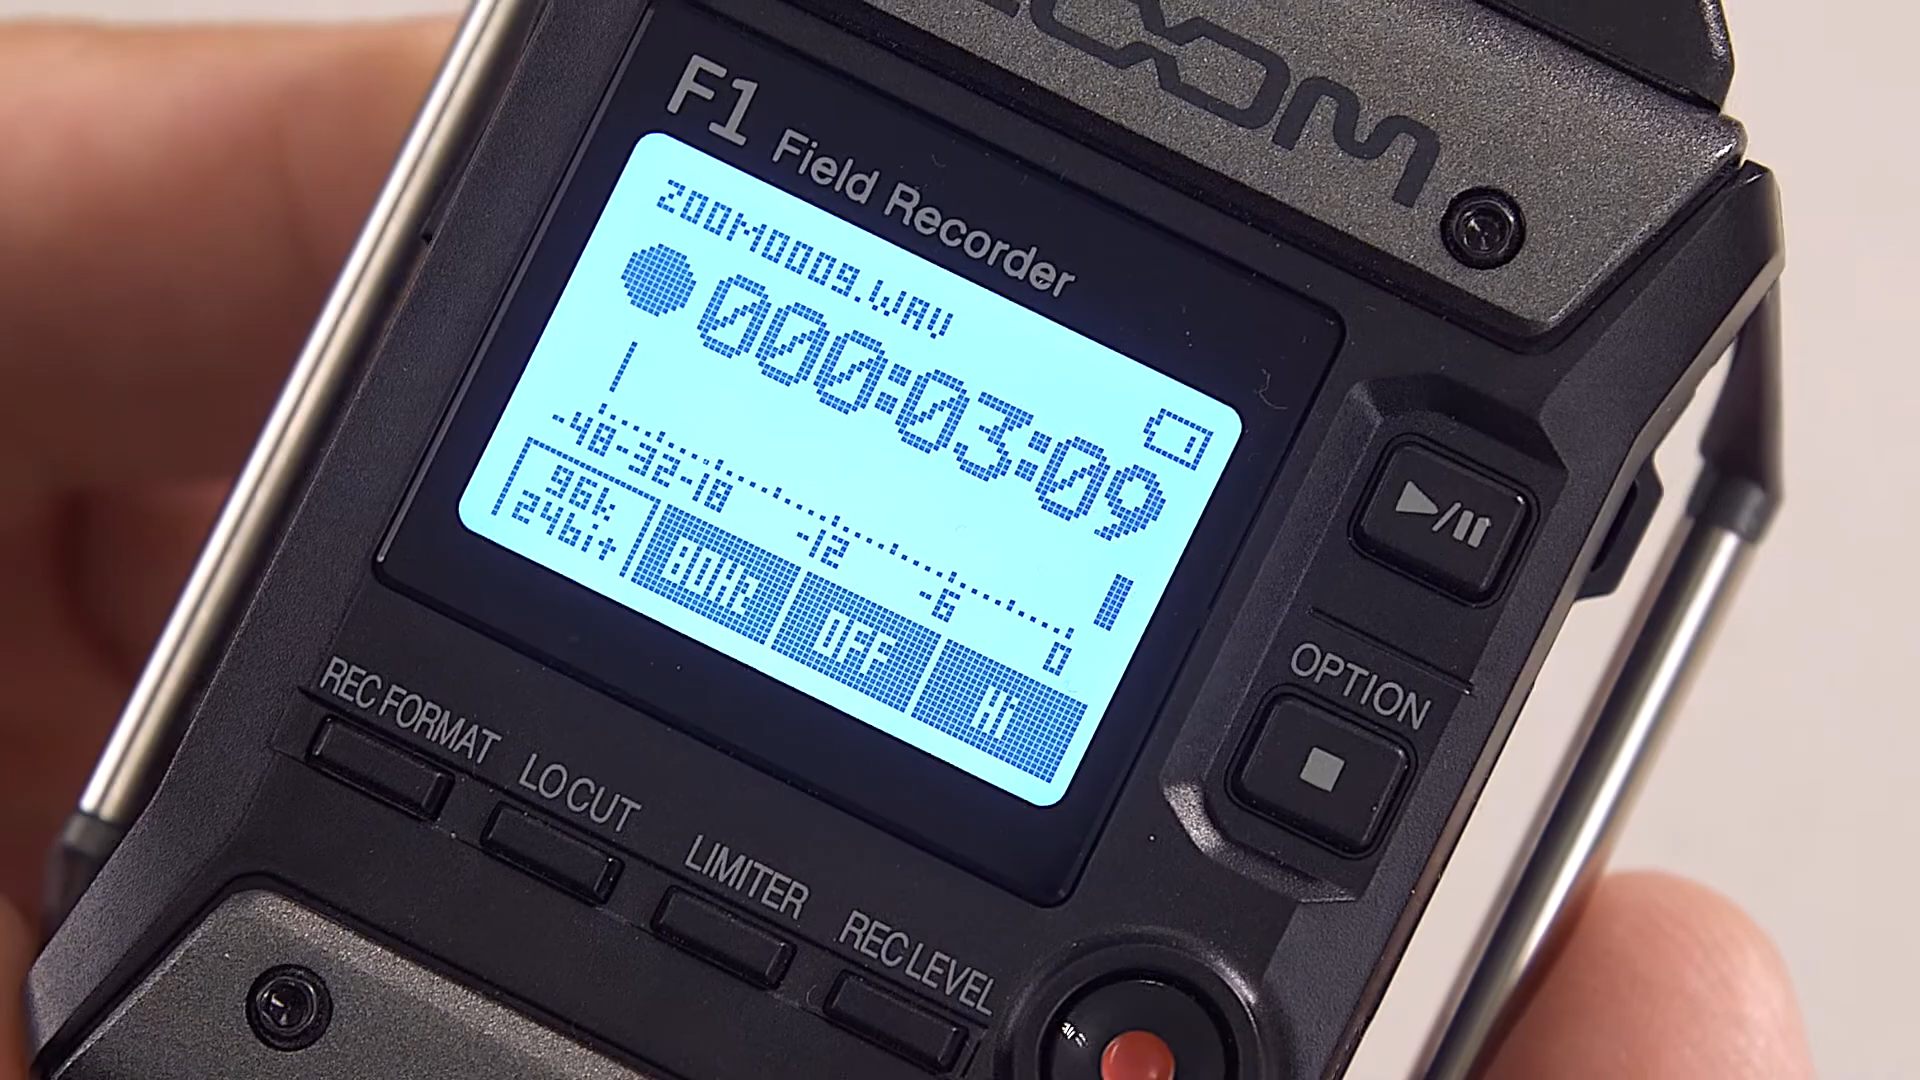 ZOOM
F1 Field Recorder
ZOOM0009.WAV
000:03:09
-48 -32 -18 -12 -6 0
96k
24bit
80Hz
OFF
Hi
REC FORMAT
LO CUT
LIMITER
REC LEVEL
OPTION